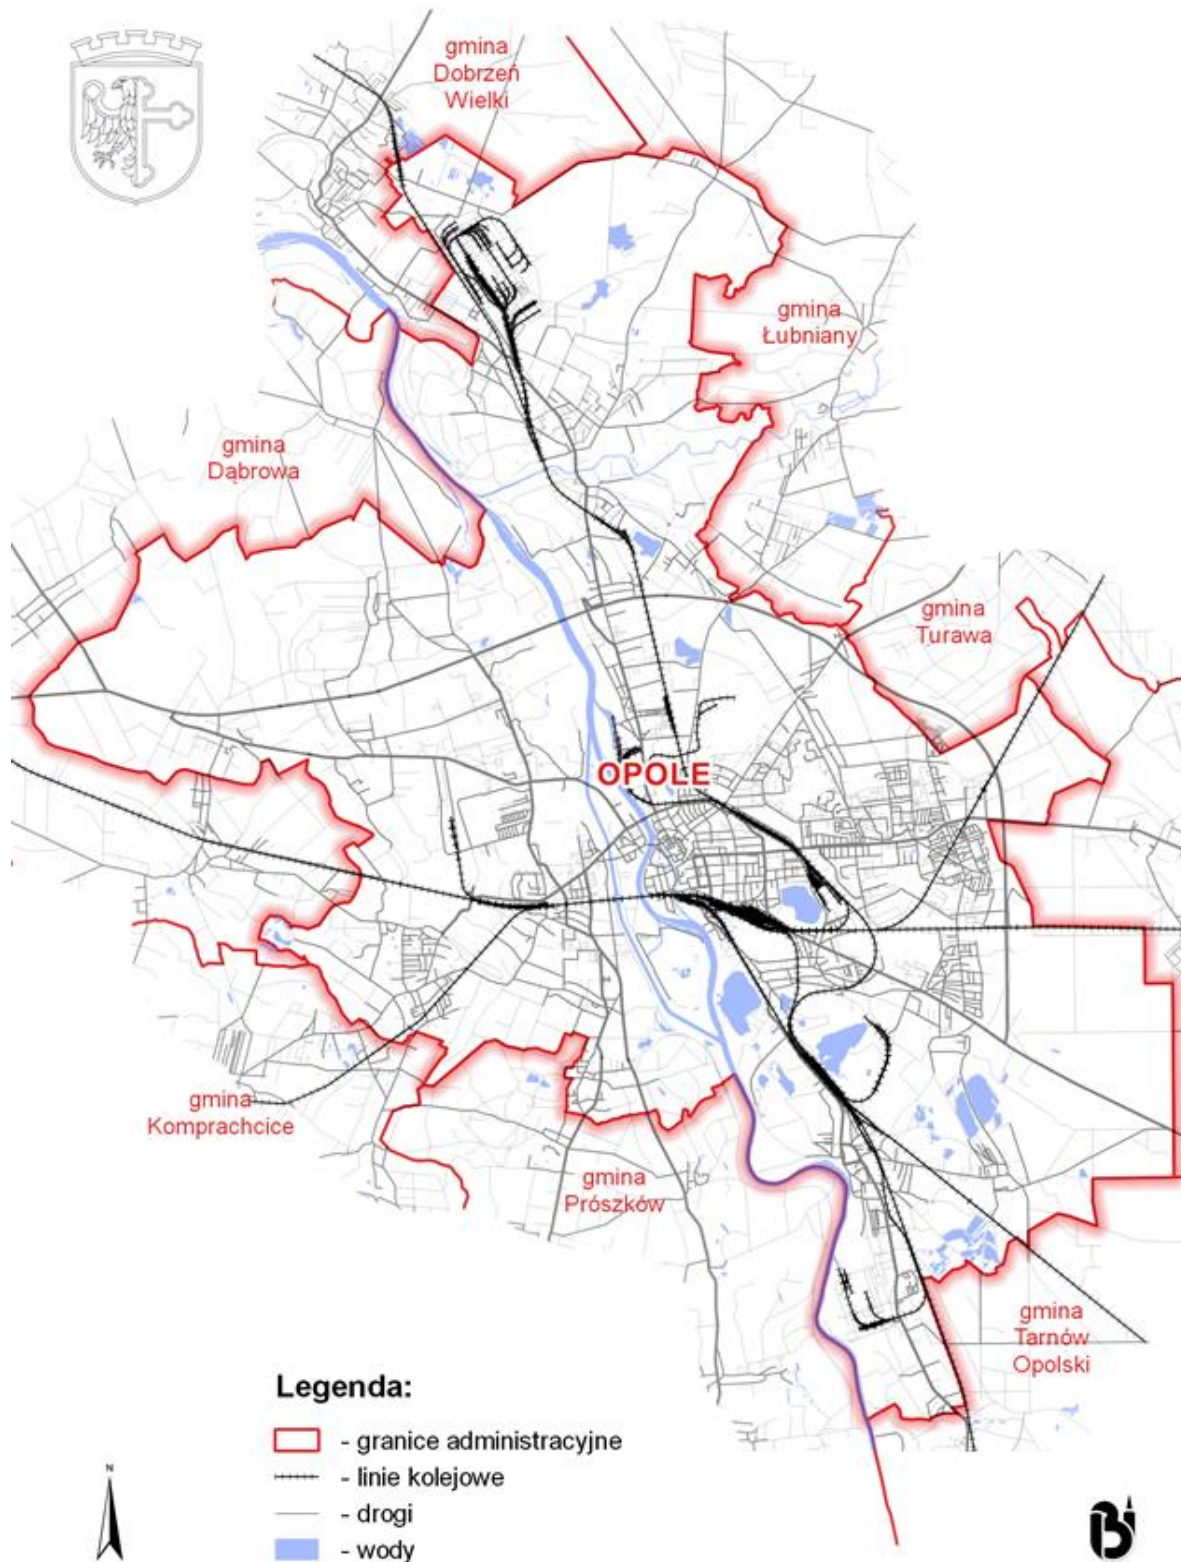 gmina
Dobrzeń
Wielki
gmina
Łubniany
gmina
Dąbrowa
gmina
Turawa
OPOLE
gmina
Komprachcice
gmina
Prószków
gmina
Tarnów
Opolski
Legenda:
- granice administracyjne
- linie kolejowe
- drogi
- wody
N